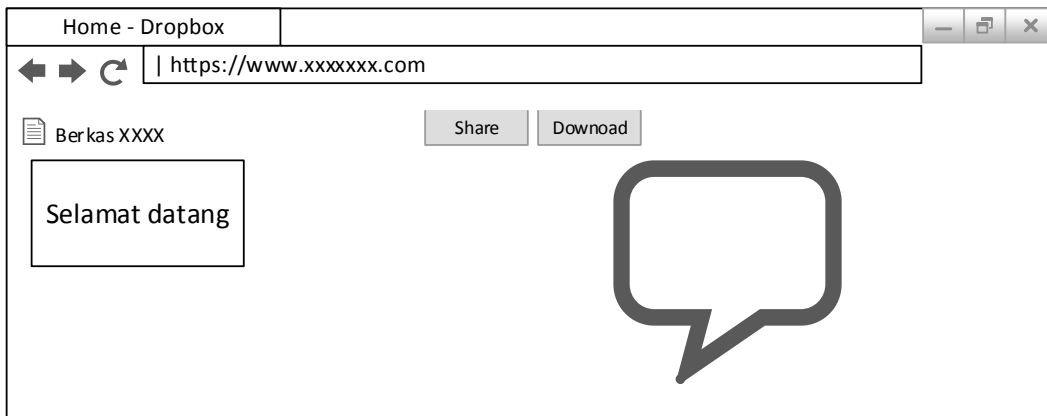 Home - Dropbox
| https://www.xxxxxxx.com
Berkas XXXX
Share
Downoad
Selamat datang